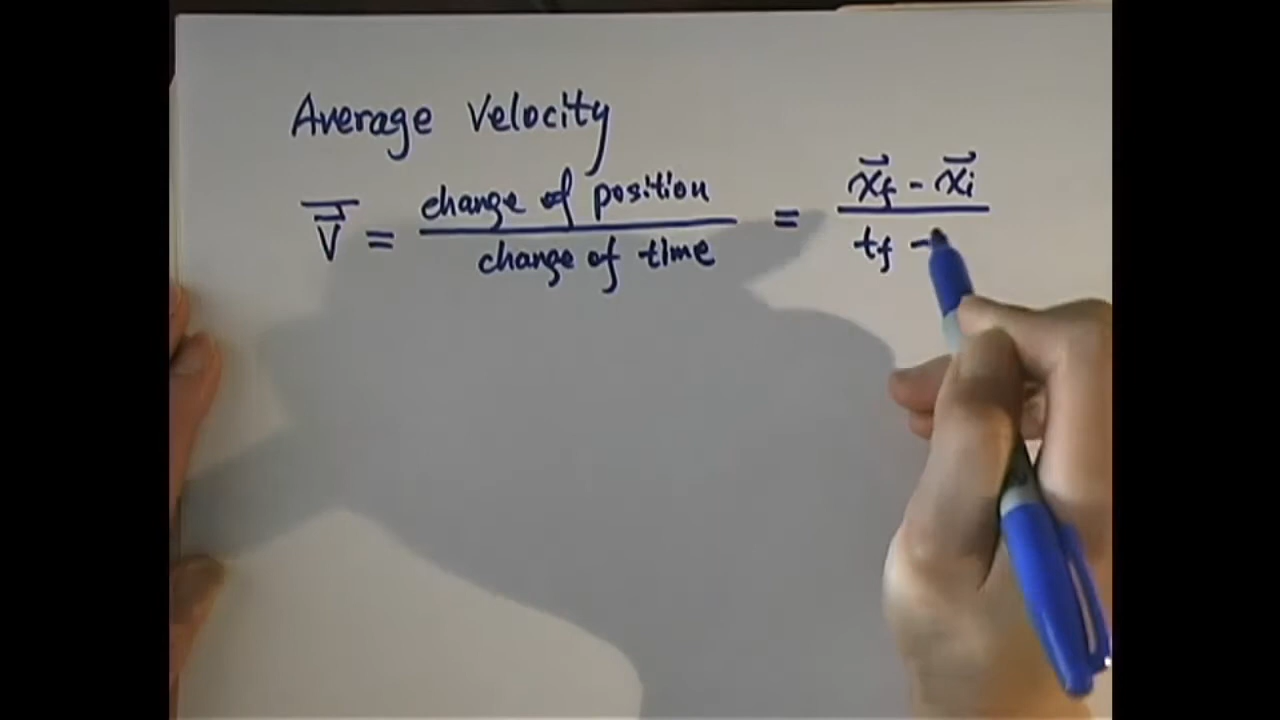 Average Velocity
V⃗̅ = change of position / change of time = x⃗f - x⃗i / tf -